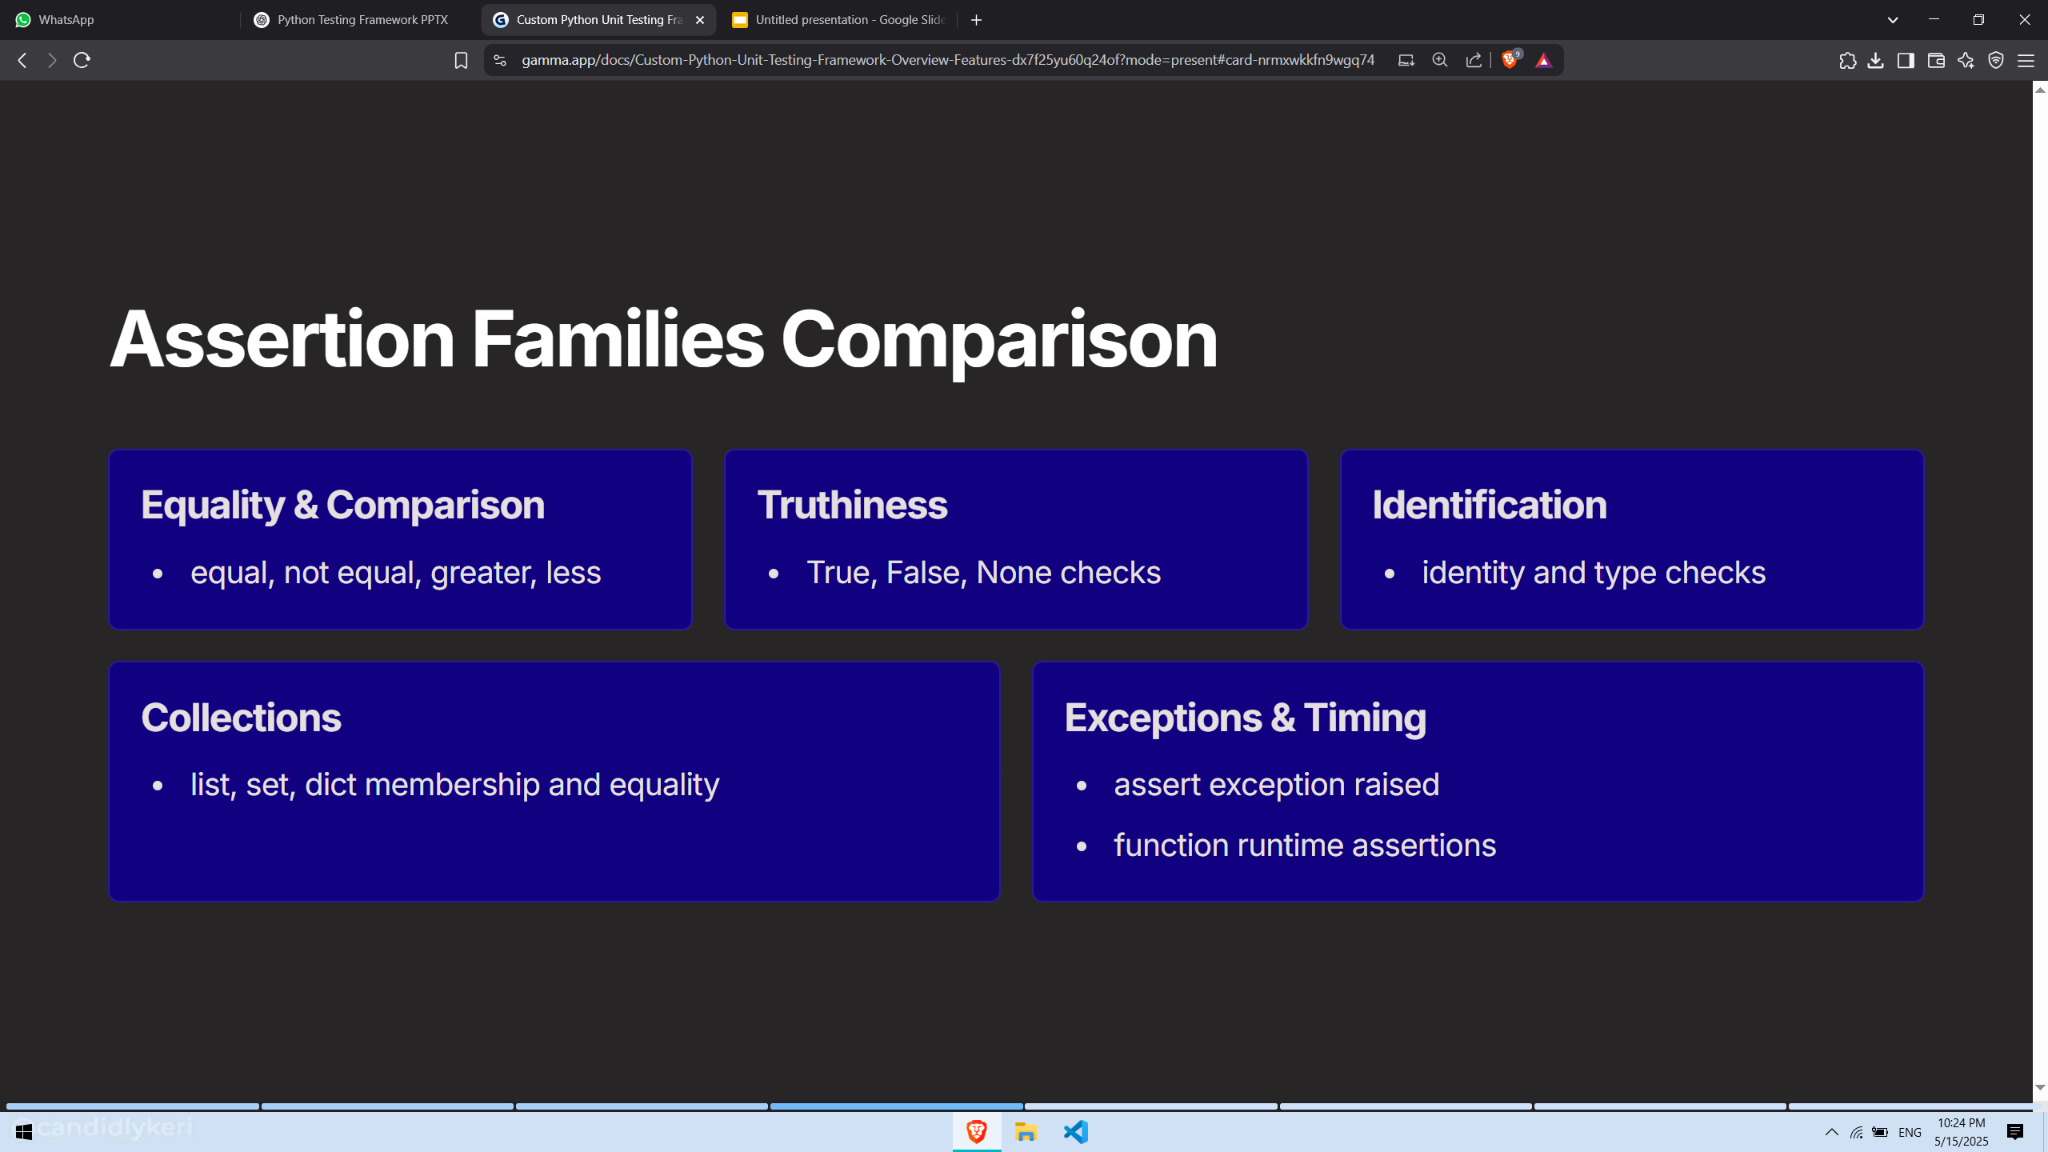 WhatsApp
Python Testing Framework PPTX
Custom Python Unit Testing Fra
Untitled presentation - Google Slide
gamma.app/docs/Custom-Python-Unit-Testing-Framework-Overview-Features-dx7f25yu60q24of?mode=present#card-nrmxwkkfn9wgq74
9
Assertion Families Comparison
Equality & Comparison
• equal, not equal, greater, less
Truthiness
• True, False, None checks
Identification
• identity and type checks
Collections
• list, set, dict membership and equality
Exceptions & Timing
• assert exception raised
• function runtime assertions
candidlykeri
ENG
10:24 PM
5/15/2025